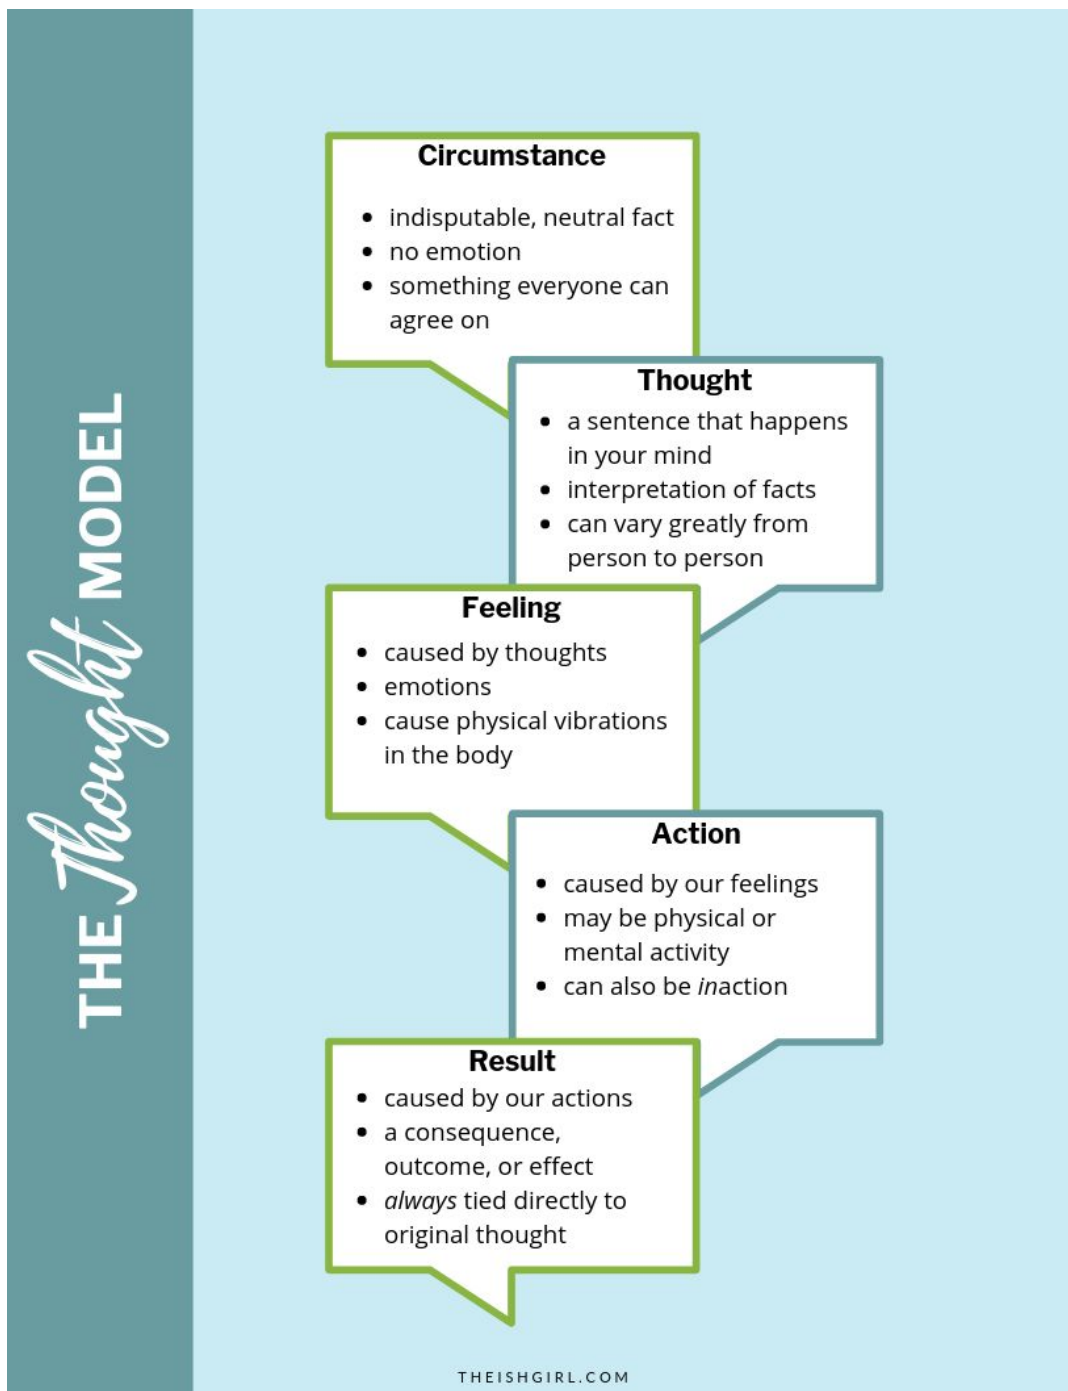 THE Thought MODEL
Circumstance
• indisputable, neutral fact
• no emotion
• something everyone can
agree on
Thought
• a sentence that happens
in your mind
• interpretation of facts
• can vary greatly from
person to person
Feeling
• caused by thoughts
• emotions
• cause physical vibrations
in the body
Action
• caused by our feelings
• may be physical or
mental activity
• can also be inaction
Result
• caused by our actions
• a consequence,
outcome, or effect
• always tied directly to
original thought
THEISHGIRL.COM